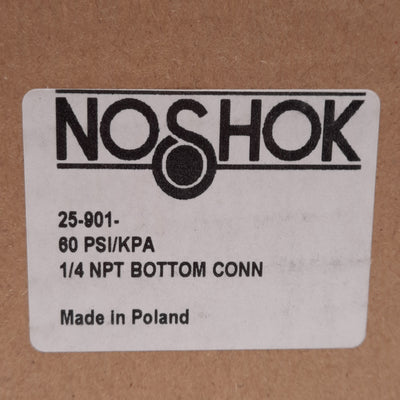 NOSHOK
25-901-
60 PSI/KPA
1/4 NPT BOTTOM CONN
Made in Poland